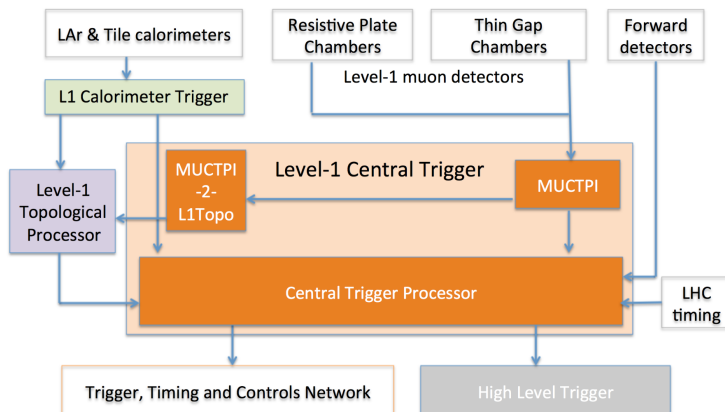 LAr & Tile calorimeters
Resistive Plate
Chambers
Thin Gap
Chambers
Forward
detectors
Level-1 muon detectors
L1 Calorimeter Trigger
Level-1 Central Trigger
MUCTPI
-2-
L1Topo
MUCTPI
Level-1
Topological
Processor
Central Trigger Processor
LHC
timing
Trigger, Timing and Controls Network
High Level Trigger